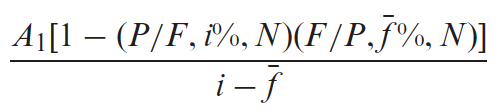 A₁[1 − (P/F, i%, N)(F/P, f̄%, N)]
i − f̄